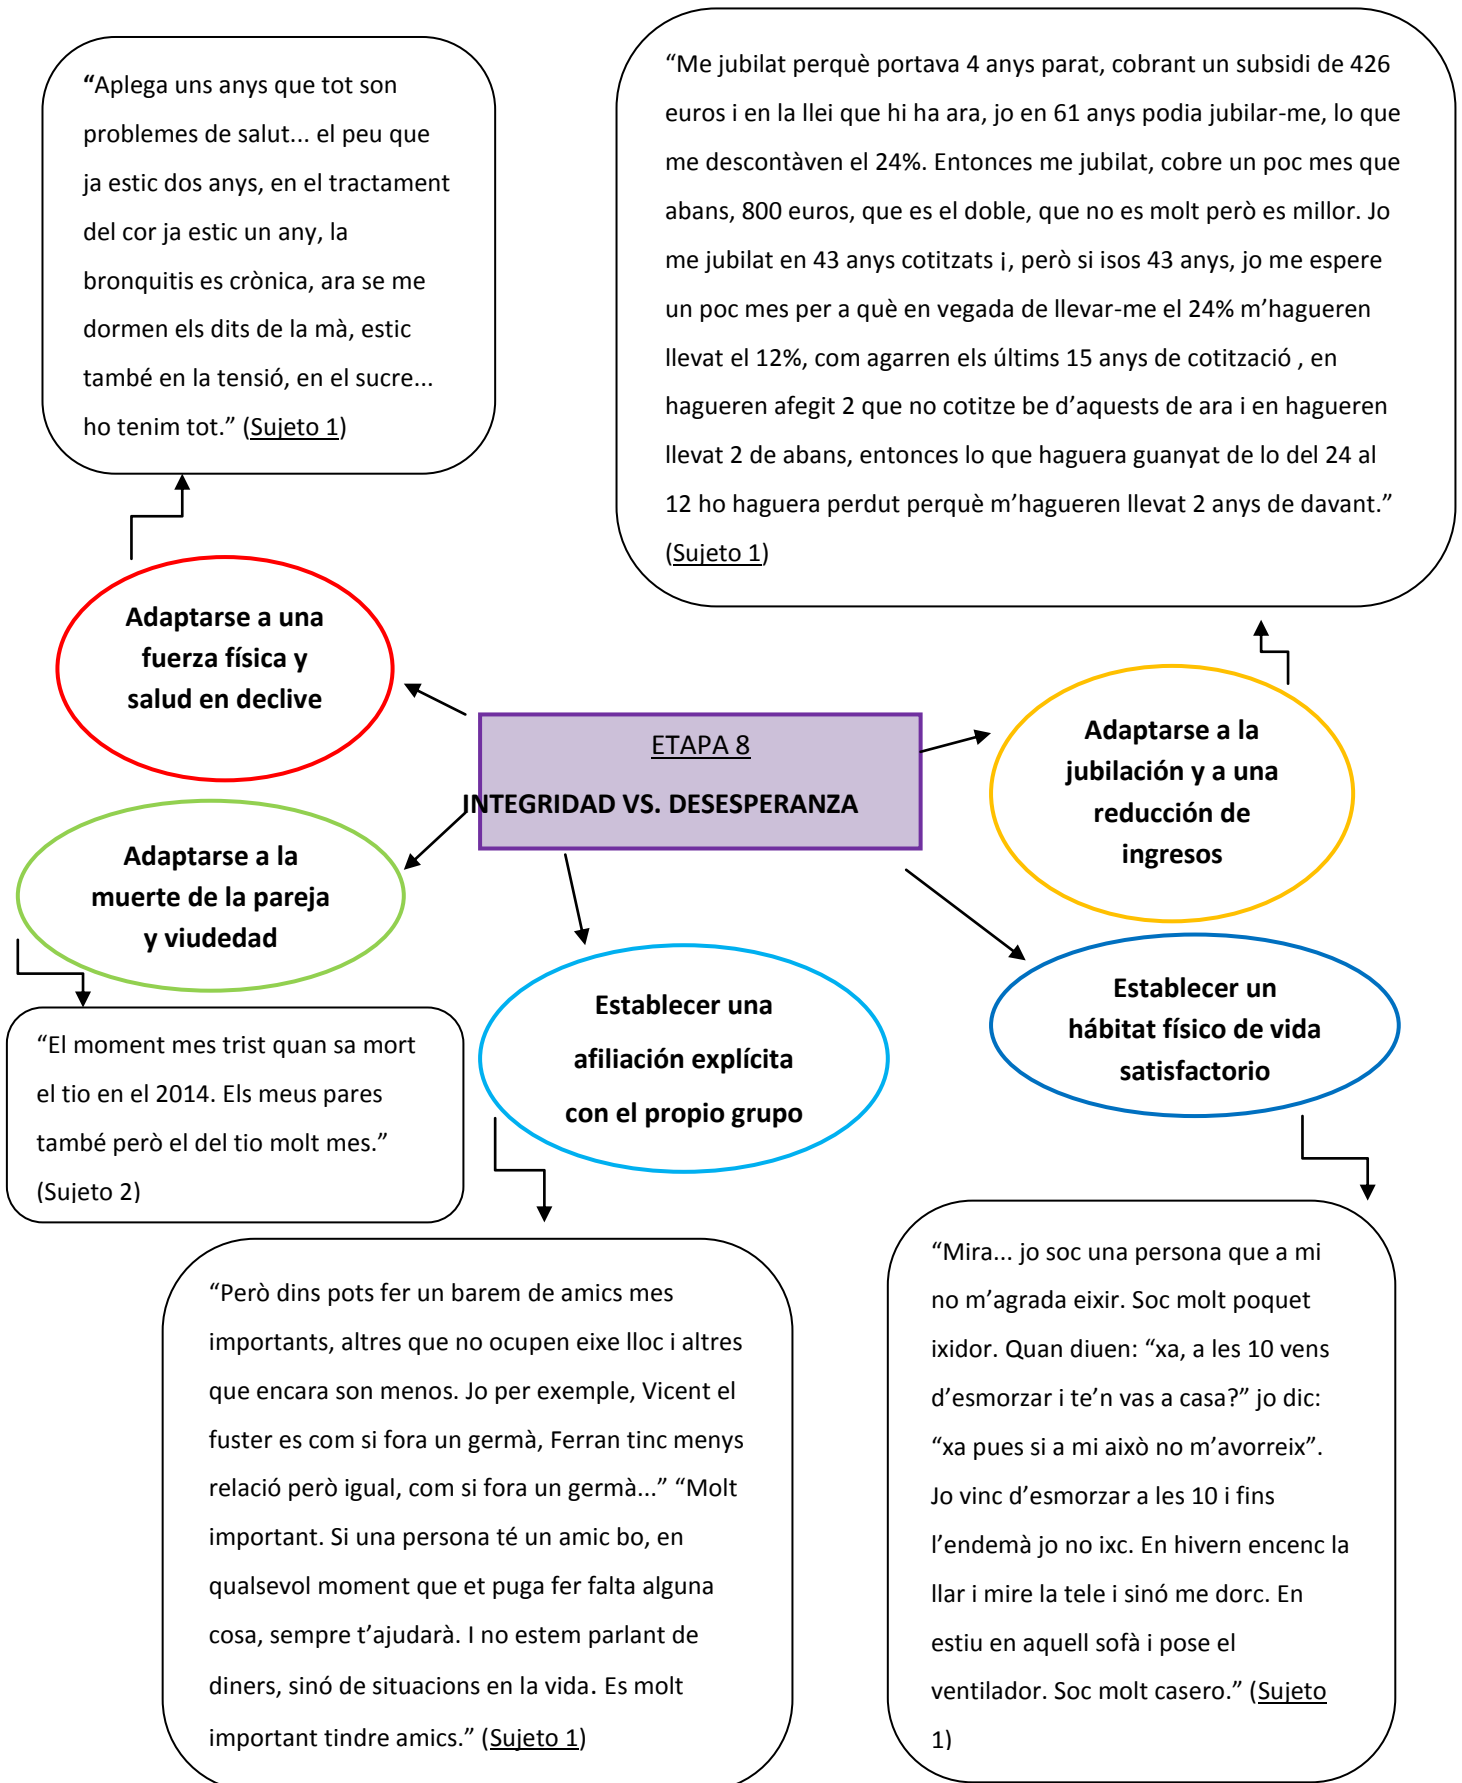 “Aplega uns anys que tot son
problemes de salut... el peu que
ja estic dos anys, en el tractament
del cor ja estic un any, la
bronquitis es crònica, ara se me
dormen els dits de la mà, estic
també en la tensió, en el sucre...
ho tenim tot.” (Sujeto 1)
“Me jubilat perquè portava 4 anys parat, cobrant un subsidi de 426
euros i en la llei que hi ha ara, jo en 61 anys podia jubilar-me, lo que
me descontàven el 24%. Entonces me jubilat, cobre un poc mes que
abans, 800 euros, que es el doble, que no es molt però es millor. Jo
me jubilat en 43 anys cotitzats ¡, però si isos 43 anys, jo me espere
un poc mes per a què en vegada de llevar-me el 24% m’hagueren
llevat el 12%, com agarren els últims 15 anys de cotització , en
hagueren afegit 2 que no cotitze be d’aquests de ara i en hagueren
llevat 2 de abans, entonces lo que haguera guanyat de lo del 24 al
12 ho haguera perdut perquè m’hagueren llevat 2 anys de davant.”
(Sujeto 1)
Adaptarse a una
fuerza física y
salud en declive
ETAPA 8
INTEGRIDAD VS. DESESPERANZA
Adaptarse a la
jubilación y a una
reducción de
ingresos
Adaptarse a la
muerte de la pareja
y viudedad
Establecer una
afiliación explícita
con el propio grupo
Establecer un
hábitat físico de vida
satisfactorio
“El moment mes trist quan sa mort
el tio en el 2014. Els meus pares
també però el del tio molt mes.”
(Sujeto 2)
“Però dins pots fer un barem de amics mes
importants, altres que no ocupen eixe lloc i altres
que encara son menos. Jo per exemple, Vicent el
fuster es com si fora un germà, Ferran tinc menys
relació però igual, com si fora un germà...” “Molt
important. Si una persona té un amic bo, en
qualsevol moment que et puga fer falta alguna
cosa, sempre t’ajudarà. I no estem parlant de
diners, sinó de situacions en la vida. Es molt
important tindre amics.” (Sujeto 1)
“Mira... jo soc una persona que a mi
no m’agrada eixir. Soc molt poquet
ixidor. Quan diuen: “xa, a les 10 vens
d’esmorzar i te’n vas a casa?” jo dic:
“xa pues si a mi això no m’avorreix”.
Jo vinc d’esmorzar a les 10 i fins
l’endemà jo no ixc. En hivern encenc la
llar i mire la tele i sinó me dorc. En
estiu en aquell sofà i pose el
ventilador. Soc molt casero.” (Sujeto
1)